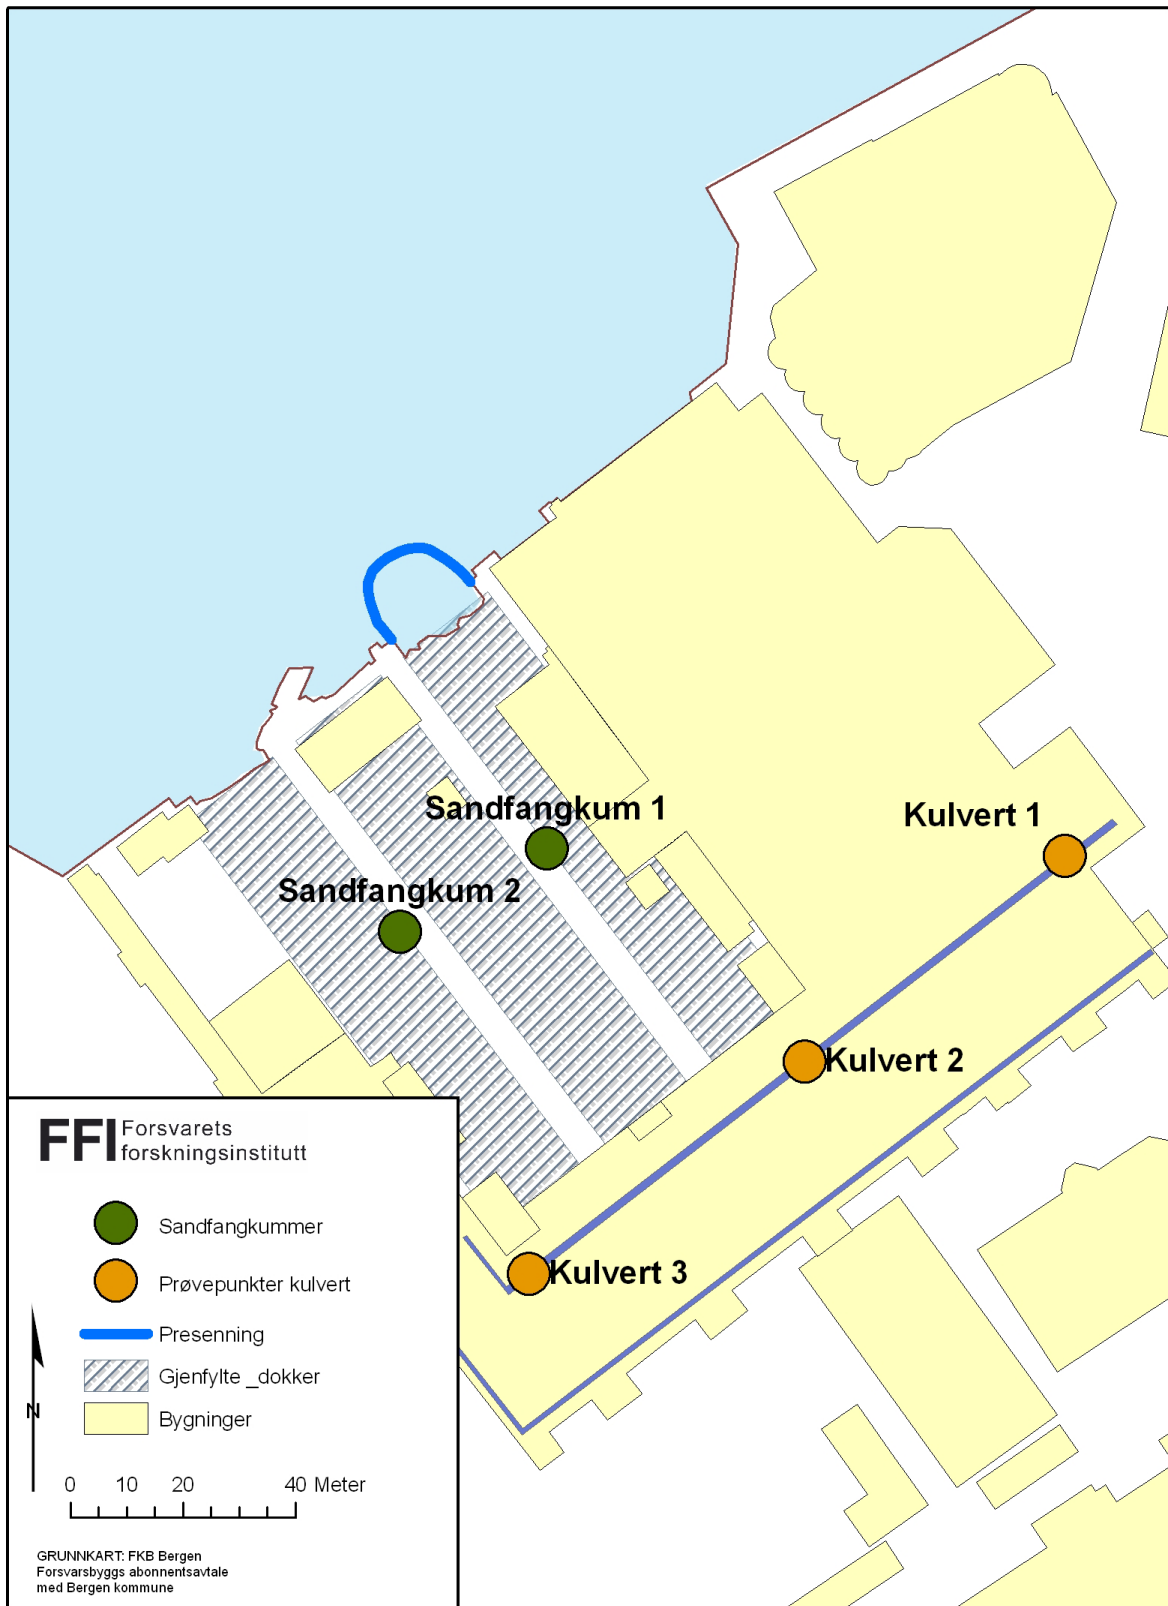 Sandfangkum 1
Kulvert 1
Sandfangkum 2
Kulvert 2
Kulvert 3
FFI Forsvarets
forskningsinstitutt
Sandfangkummer
Prøvepunkter kulvert
Presenning
Gjenfylte _dokker
Bygninger
N
0 10 20 40 Meter
GRUNNKART: FKB Bergen
Forsvarsbyggs abonnentsavtale
med Bergen kommune